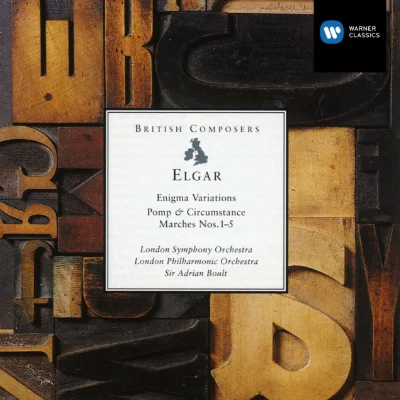 WARNER
CLASSICS
BRITISH COMPOSERS
ELGAR
Enigma Variations
Pomp & Circumstance
Marches Nos.1–5
London Symphony Orchestra
London Philharmonic Orchestra
Sir Adrian Boult